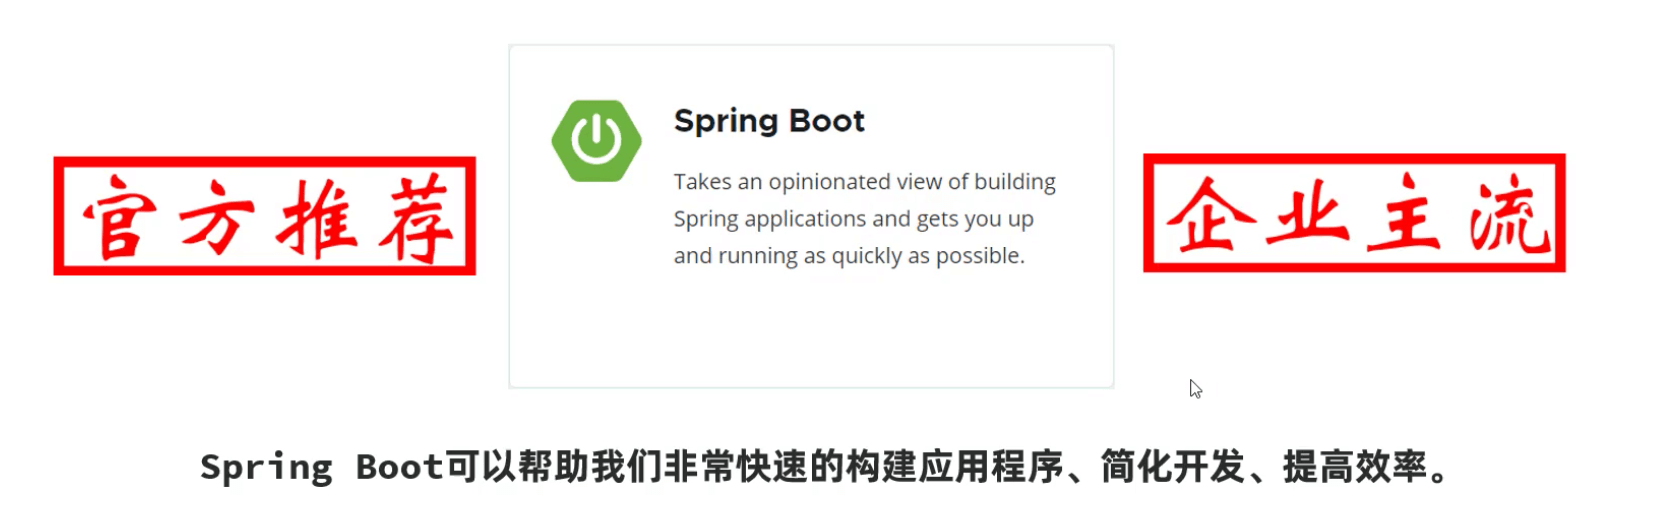 官方推荐
Spring Boot
Takes an opinionated view of building
Spring applications and gets you up
and running as quickly as possible.
企业主流
Spring Boot可以帮助我们非常快速的构建应用程序、简化开发、提高效率。